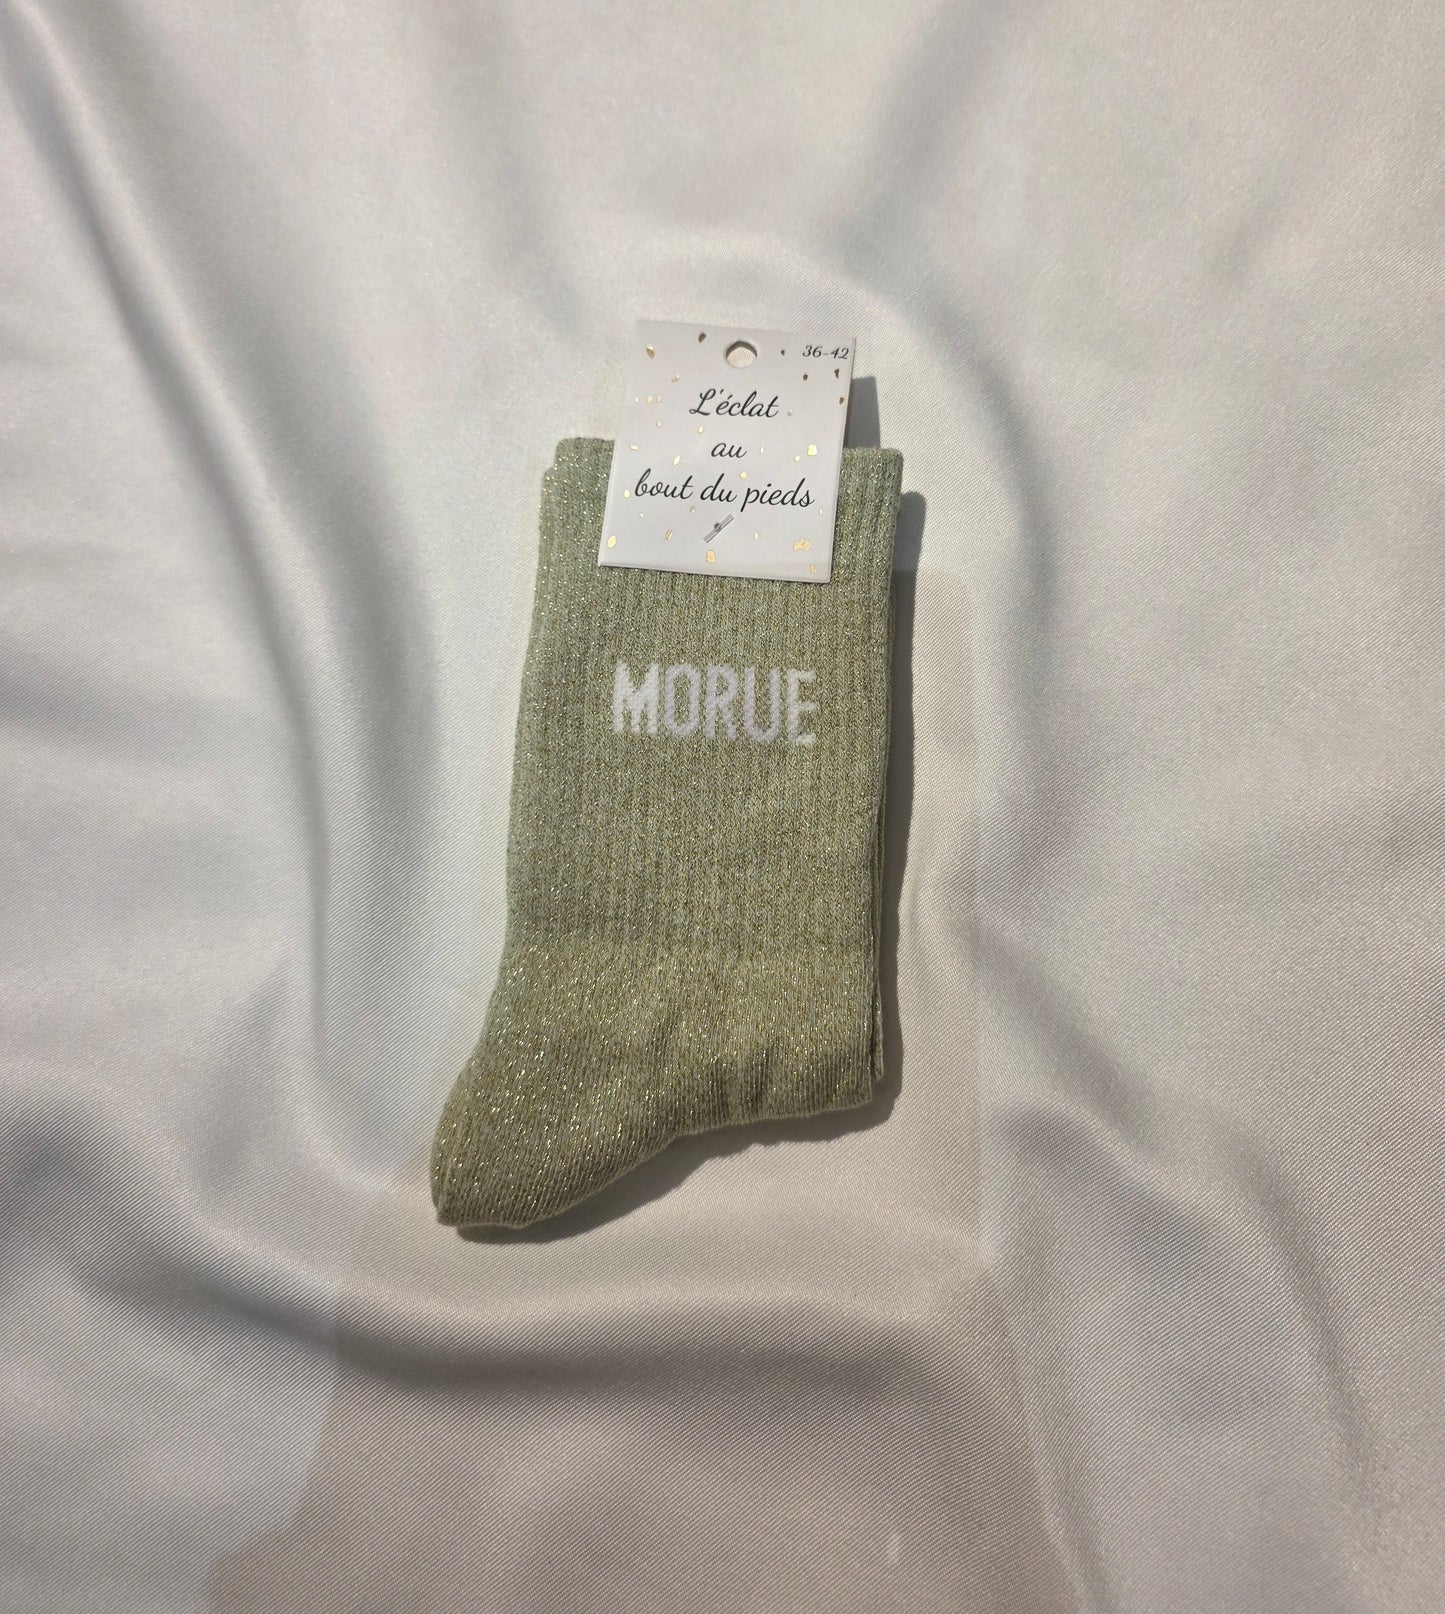 36-42
L'éclat
au
bout du pieds
MORUE